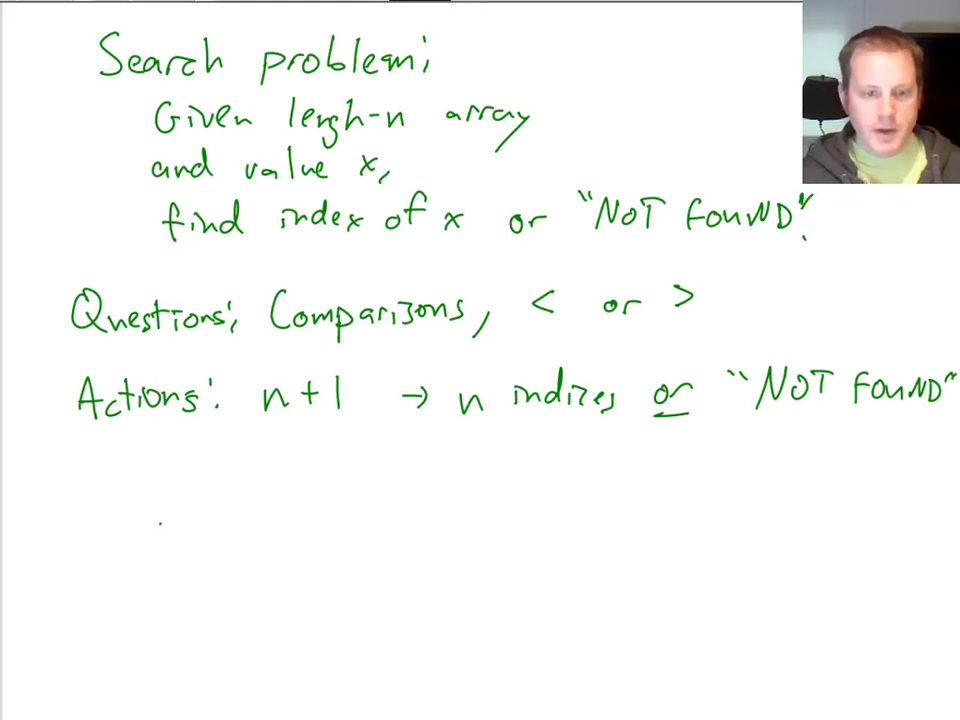 Search problem:
Given lengh-n array
and value x,
find index of x or "NOT FOUND".
Questions: Comparisons, < or >
Actions: n+1 → n indices or "NOT FOUND"